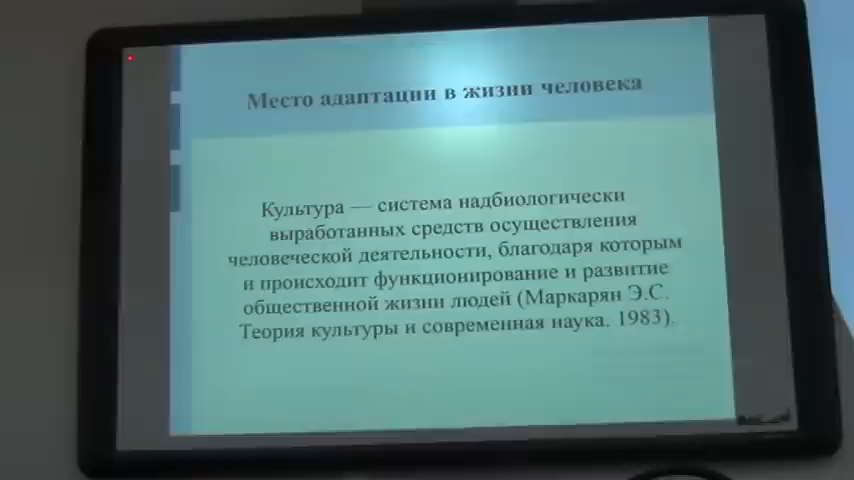 Место адаптации в жизни человека
Культура — система надбиологически
выработанных средств осуществления
человеческой деятельности, благодаря которым
и происходит функционирование и развитие
общественной жизни людей (Маркарян Э.С.
Теория культуры и современная наука. 1983).